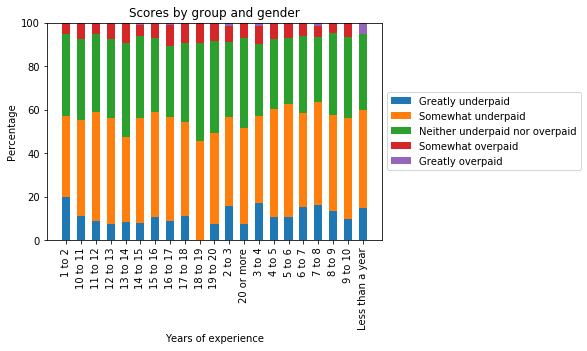 Scores by group and gender
Percentage
100
80
60
40
20
0
Greatly underpaid
Somewhat underpaid
Neither underpaid nor overpaid
Somewhat overpaid
Greatly overpaid
1 to 2
10 to 11
11 to 12
12 to 13
13 to 14
14 to 15
15 to 16
16 to 17
17 to 18
18 to 19
19 to 20
2 to 3
20 or more
3 to 4
4 to 5
5 to 6
6 to 7
7 to 8
8 to 9
9 to 10
Less than a year
Years of experience